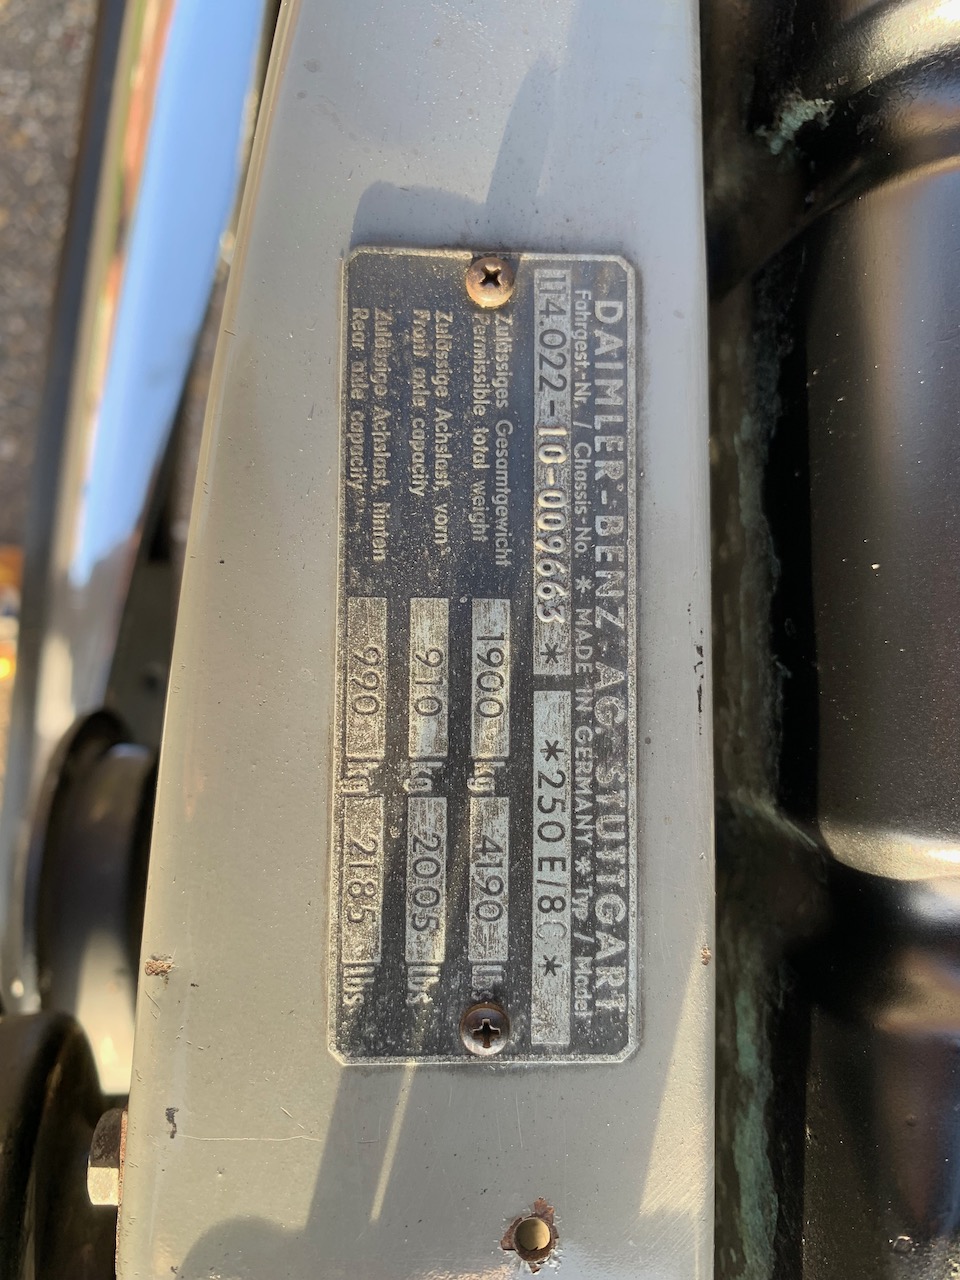 DAIMLER-BENZ AG. STUTTGART
Fahrgest.-Nr. / Chassis-No. * MADE IN GERMANY * Typ / Model
114.022-10-009663 * *250 E/8C *
Zulässiges Gesamtgewicht
Permissible total weight 1900 kg 4190 lbs
Zulässige Achslast vorn
Front axle capacity 910 kg 2005 lbs
Zulässige Achslast hinten
Rear axle capacity 990 kg 2185 lbs